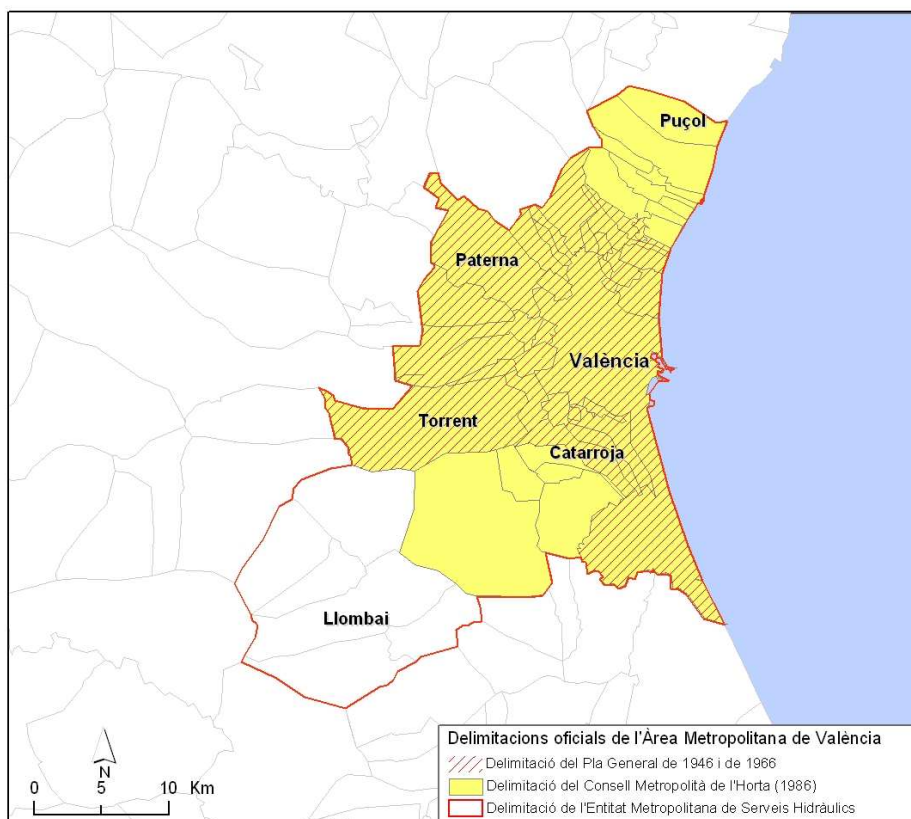 Puçol
Paterna
València
Torrent
Catarroja
Llombai
N
0 5 10 Km
Delimitacions oficials de l'Àrea Metropolitana de València
Delimitació del Pla General de 1946 i de 1966
Delimitació del Consell Metropolità de l'Horta (1986)
Delimitació de l'Entitat Metropolitana de Serveis Hidràulics